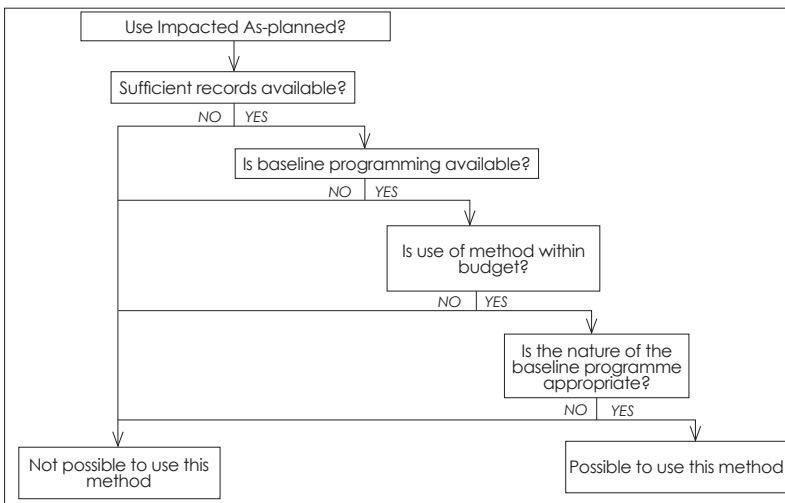 Use Impacted As-planned?
Sufficient records available?
NO YES
Is baseline programming available?
NO YES
Is use of method within
budget?
NO YES
Is the nature of the
baseline programme
appropriate?
NO YES
Not possible to use this
method
Possible to use this method